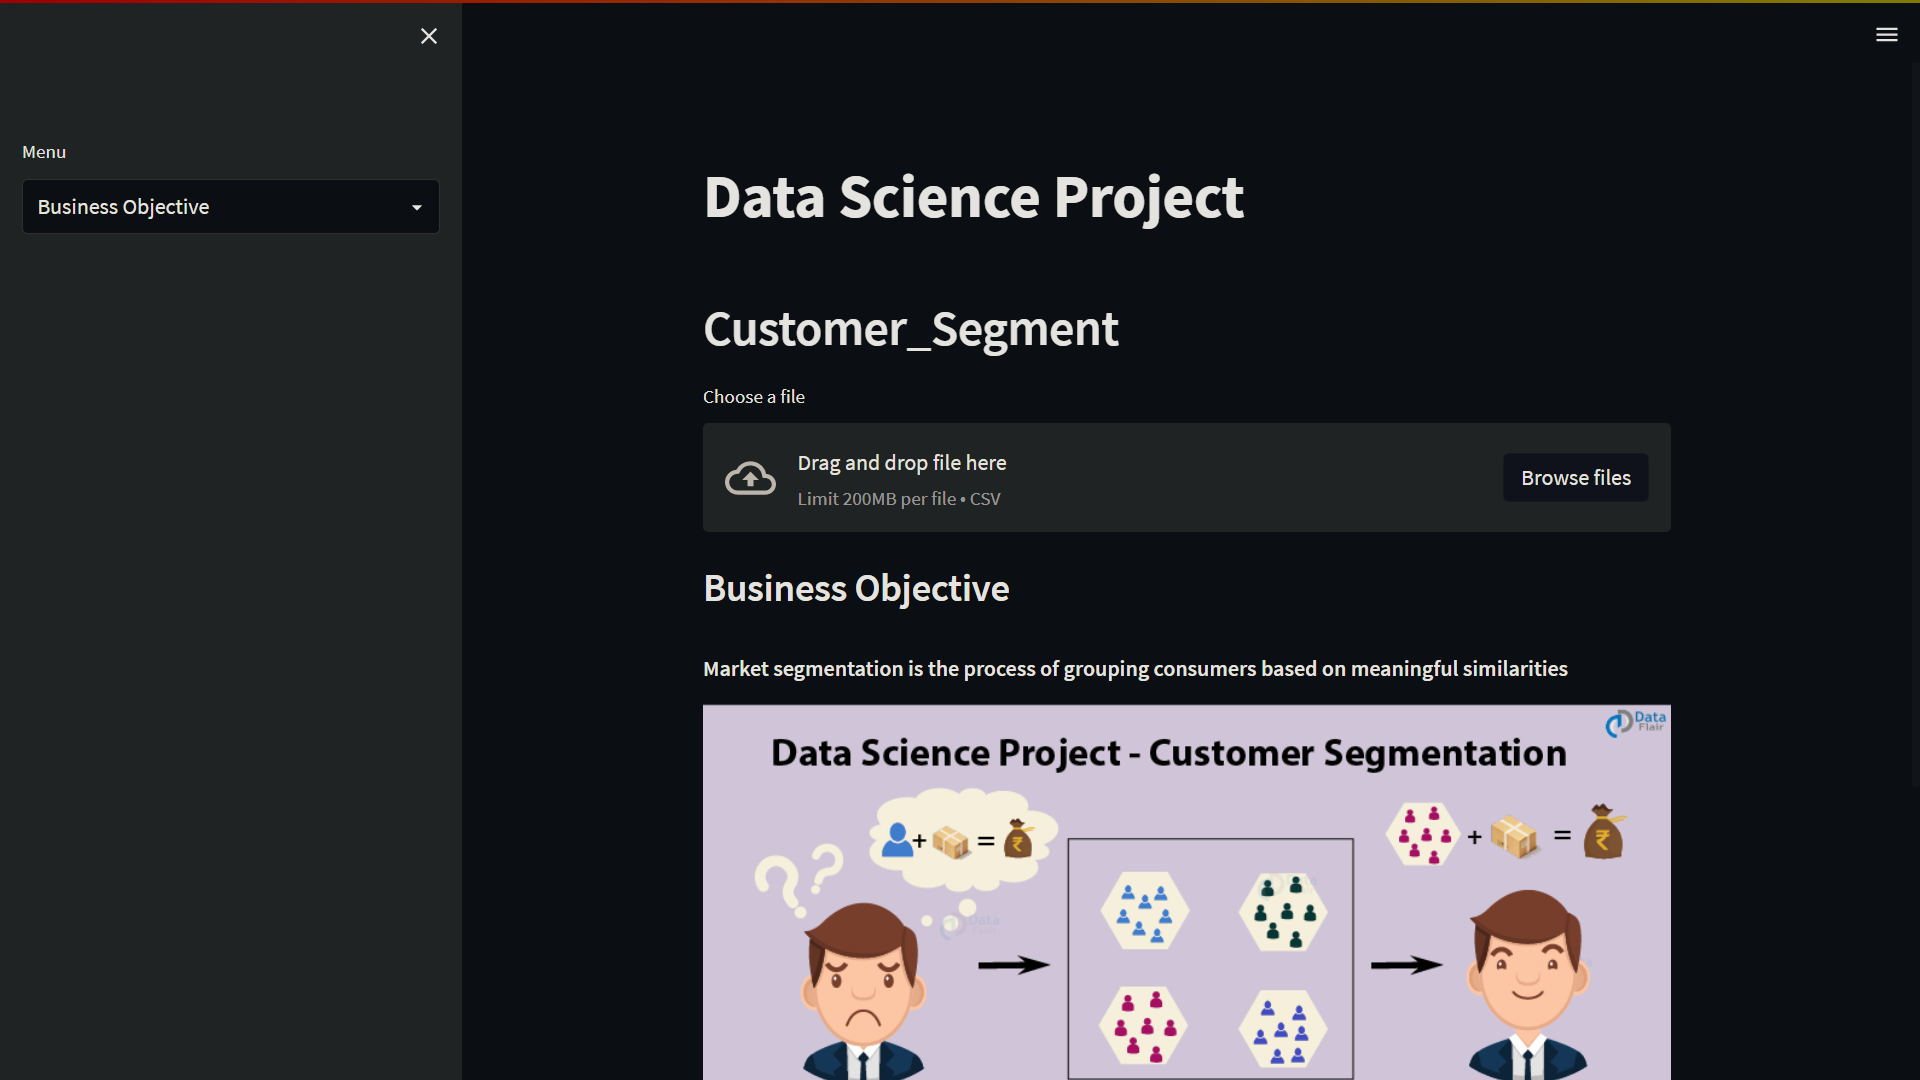 Menu
Business Objective
Data Science Project
Customer_Segment
Choose a file
Drag and drop file here
Limit 200MB per file • CSV
Browse files
Business Objective
Market segmentation is the process of grouping consumers based on meaningful similarities
Data
Flair
Data Science Project - Customer Segmentation
+ = ₹
+ = ₹
? ?
Data
Flair